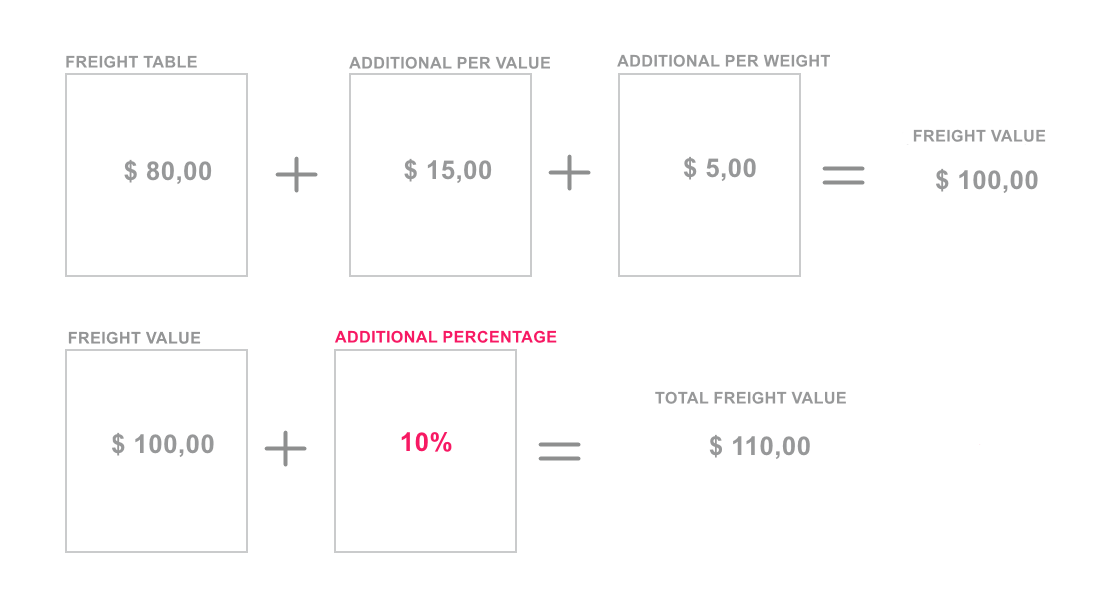 FREIGHT TABLE
ADDITIONAL PER VALUE
ADDITIONAL PER WEIGHT
$ 80,00
+
$ 15,00
+
$ 5,00
=
FREIGHT VALUE
$ 100,00
FREIGHT VALUE
ADDITIONAL PERCENTAGE
$ 100,00
+
10%
=
TOTAL FREIGHT VALUE
$ 110,00